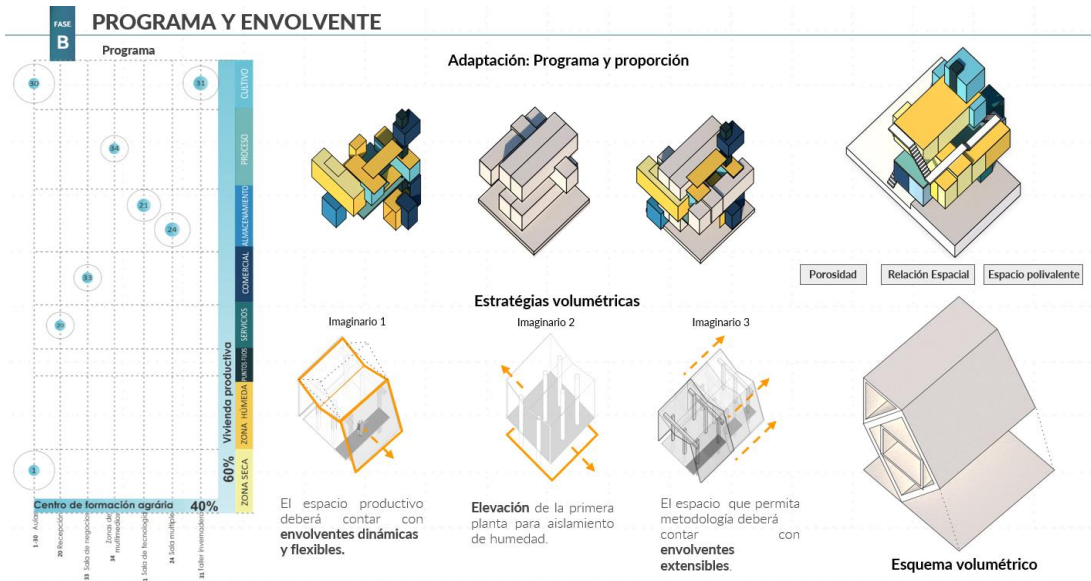 FASE
B
PROGRAMA Y ENVOLVENTE
Programa
30
31
34
21
24
33
20
1
CULTIVO
PROCESO
ALMACENAMIENTO
COMERCIAL
SERVICIOS
PUNTOS FIJOS
ZONA HÚMEDA
ZONA SECA
60% Vivienda productiva
Centro de formación agrária 40%
1-30 Aulas
20 Recepción
33 Sala de negocios
34 Zonas de multimedios
1 Sala de tecnología
24 Sala multiple
31 Taller invernadero
Adaptación: Programa y proporción
Porosidad
Relación Espacial
Espacio polivalente
Estratégias volumétricas
Imaginario 1
Imaginario 2
Imaginario 3
El espacio productivo
deberá contar con
envolventes dinámicas
y flexibles.
Elevación de la primera
planta para aislamiento
de humedad.
El espacio que permita
metodología deberá
contar con
envolventes
extensibles.
Esquema volumétrico